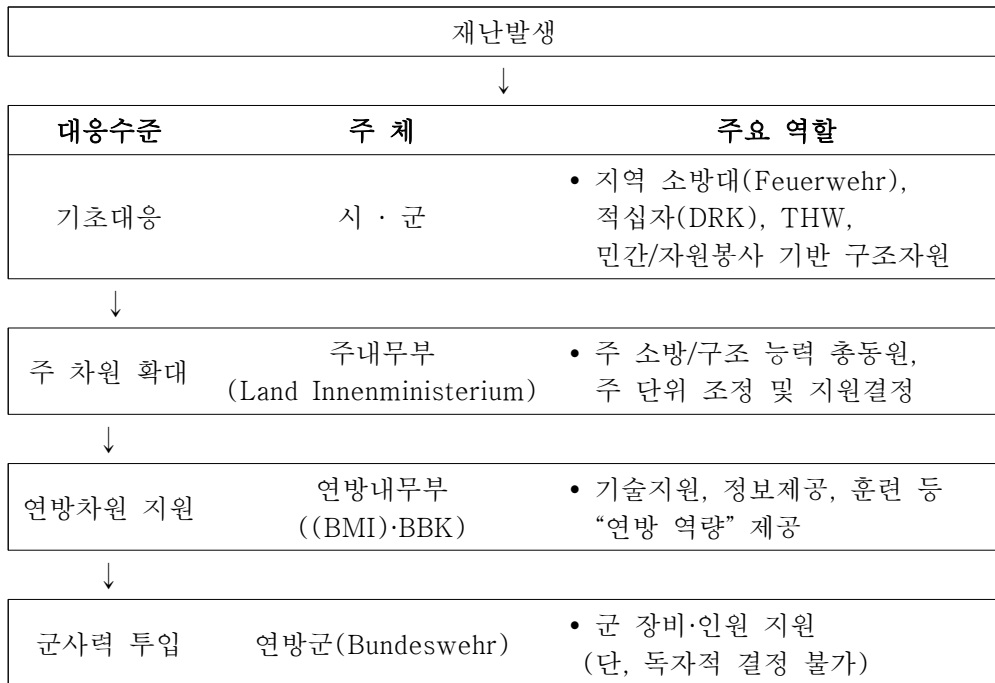 재난발생
↓
대응수준 주 체 주요 역할
기초대응 시 · 군 • 지역 소방대(Feuerwehr),
적십자(DRK), THW,
민간/자원봉사 기반 구조자원
↓
주 차원 확대 주내무부
(Land Innenministerium) • 주 소방/구조 능력 총동원,
주 단위 조정 및 지원결정
↓
연방차원 지원 연방내무부
((BMI)·BBK) • 기술지원, 정보제공, 훈련 등
“연방 역량” 제공
↓
군사력 투입 연방군(Bundeswehr) • 군 장비·인원 지원
(단, 독자적 결정 불가)